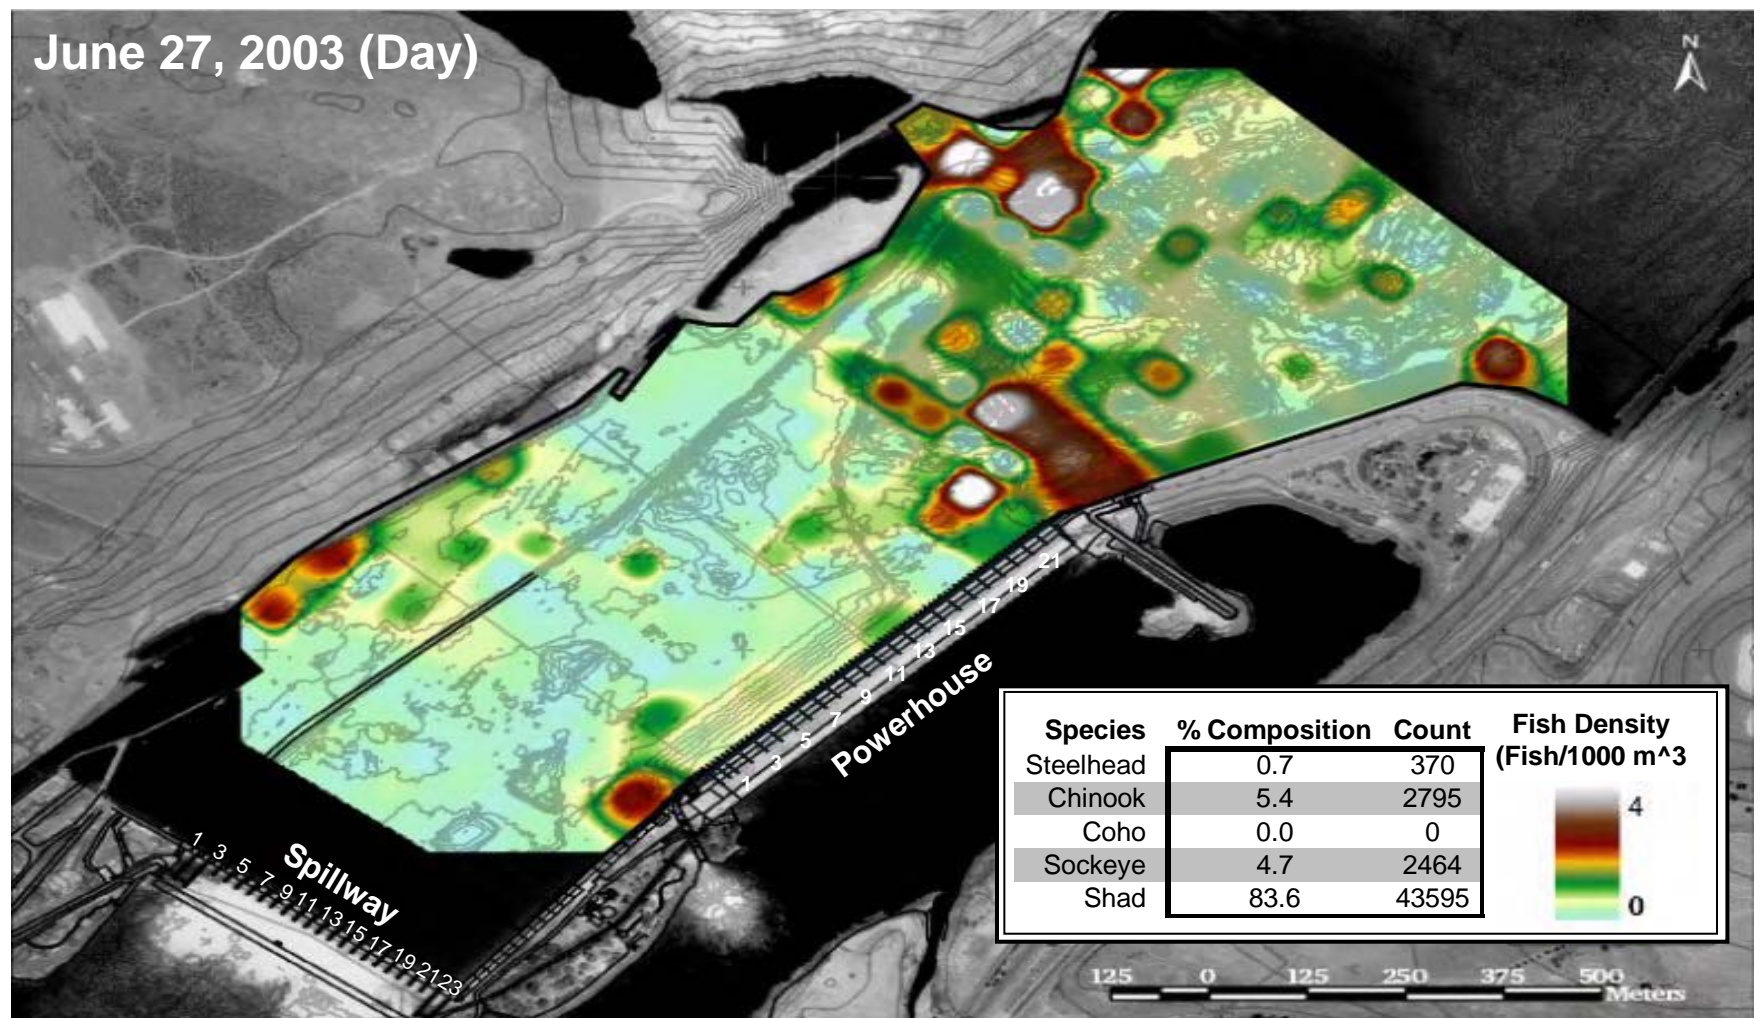 June 27, 2003 (Day)
N
21
19
17
15
13
11
9
7
5
3
1
Powerhouse
Spillway
1 3 5 7 9 11 13 15 17 19 21 23
Species % Composition Count Fish Density
(Fish/1000 m^3
Steelhead 0.7 370
Chinook 5.4 2795
4
Coho 0.0 0
Sockeye 4.7 2464
Shad 83.6 43595
0
125 0 125 250 375 500
Meters